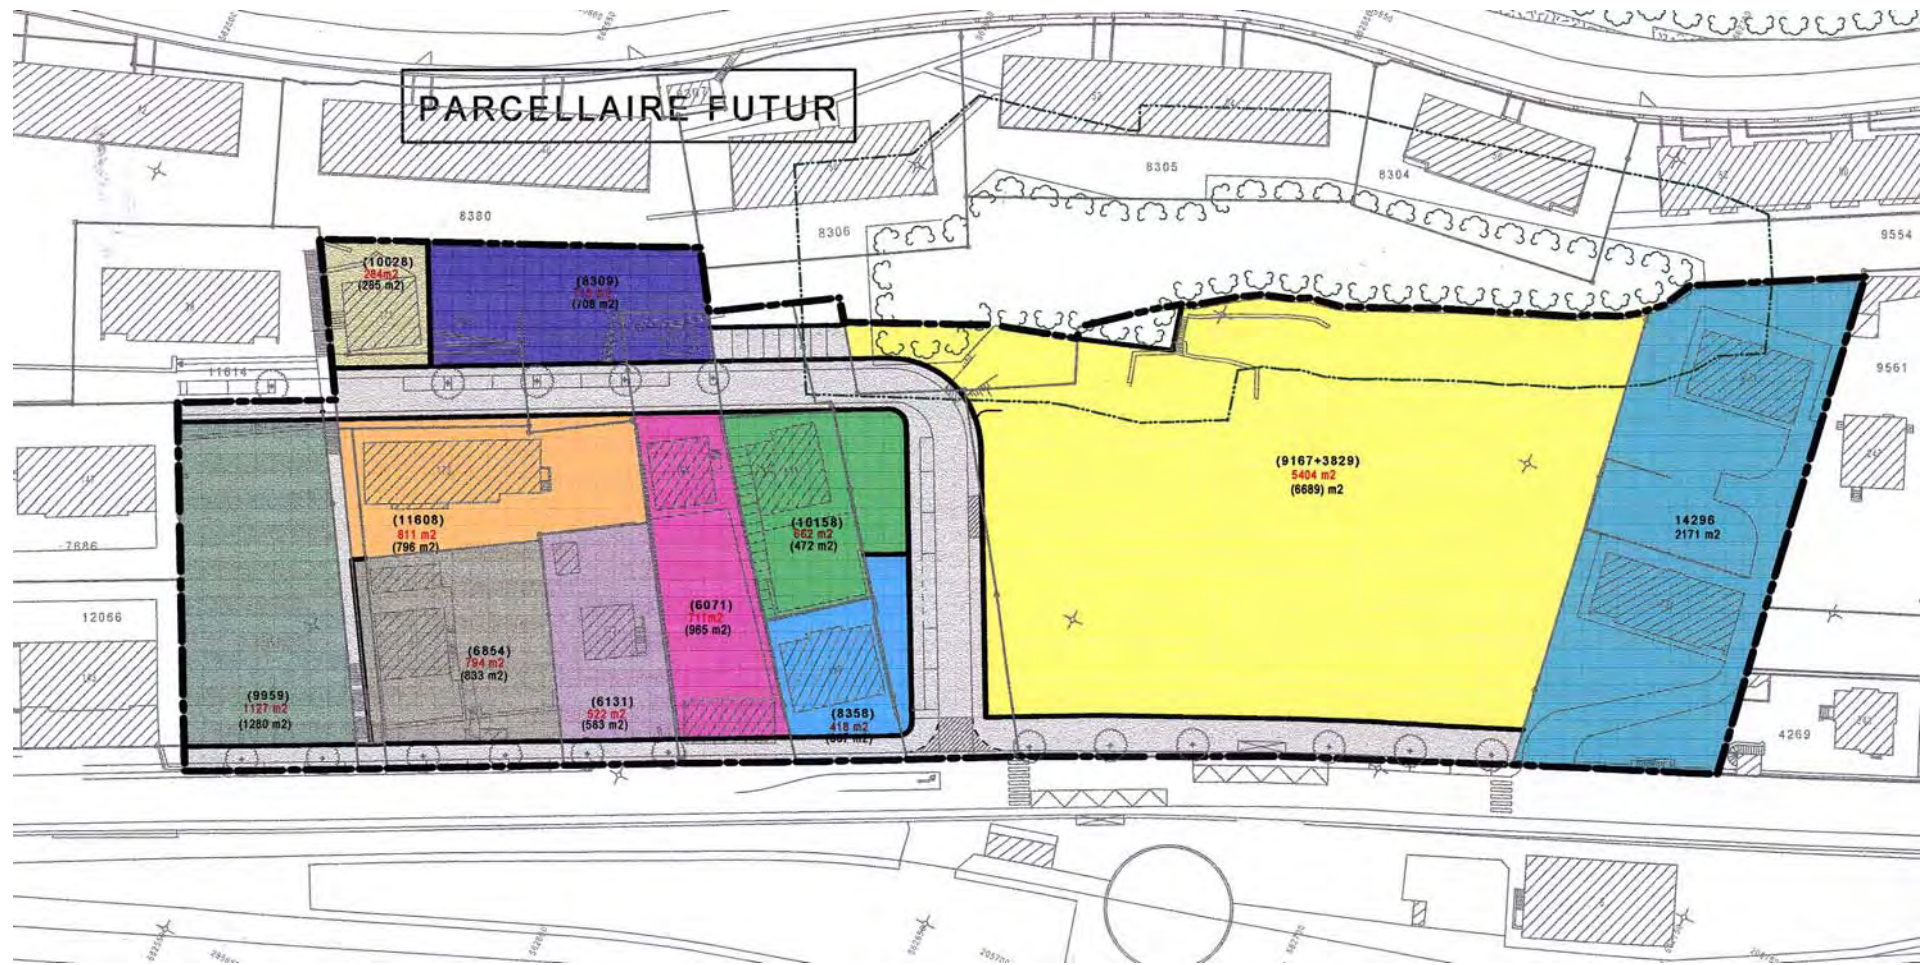 PARCELLAIRE FUTUR
8305
8304
8380
8306
9554
(10028)
284m2
(285 m2)
(8309)
(708 m2)
11614
9561
(9167+3829)
5404 m2
(6689) m2
(11608)
811 m2
(796 m2)
(10158)
662 m2
(472 m2)
14296
2171 m2
7686
12066
(6071)
711m2
(965 m2)
(6854)
794 m2
(833 m2)
(9959)
1127 m2
(1280 m2)
(6131)
522 m2
(583 m2)
(8358)
418 m2
4269